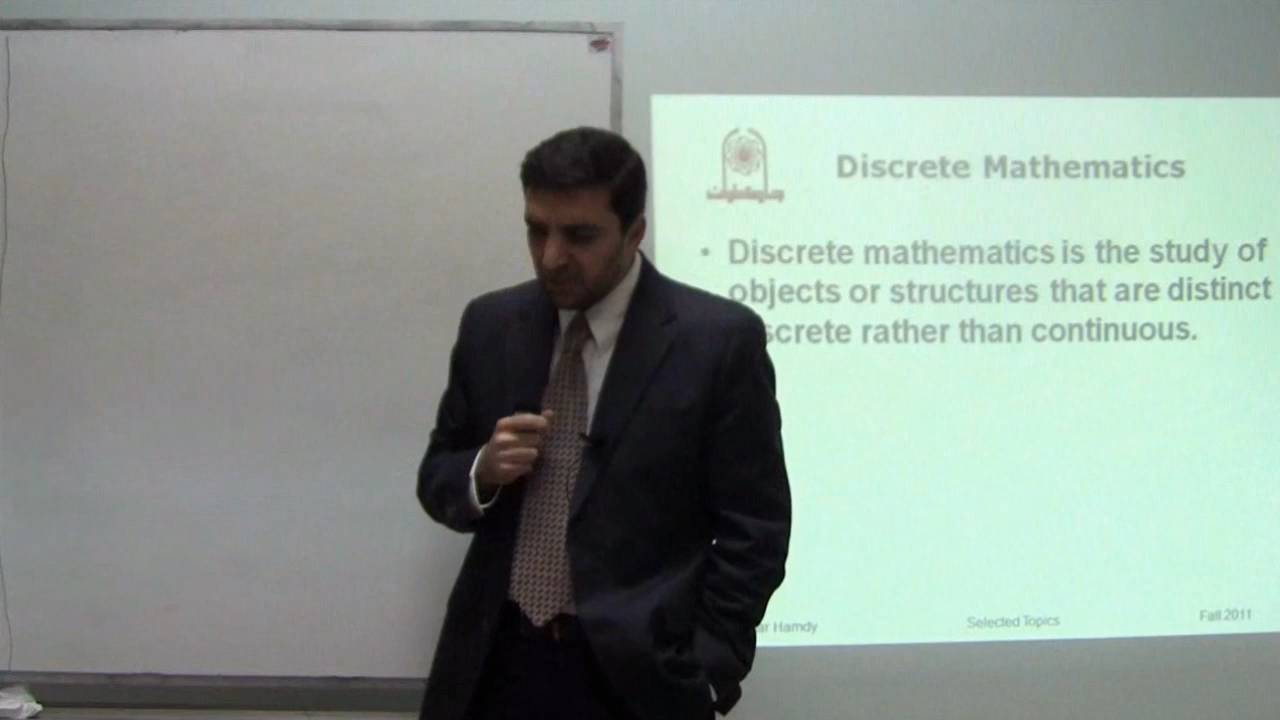 Discrete Mathematics
• Discrete mathematics is the study of
objects or structures that are distinct
screte rather than continuous.
ar Hamdy
Selected Topics
Fall 2011